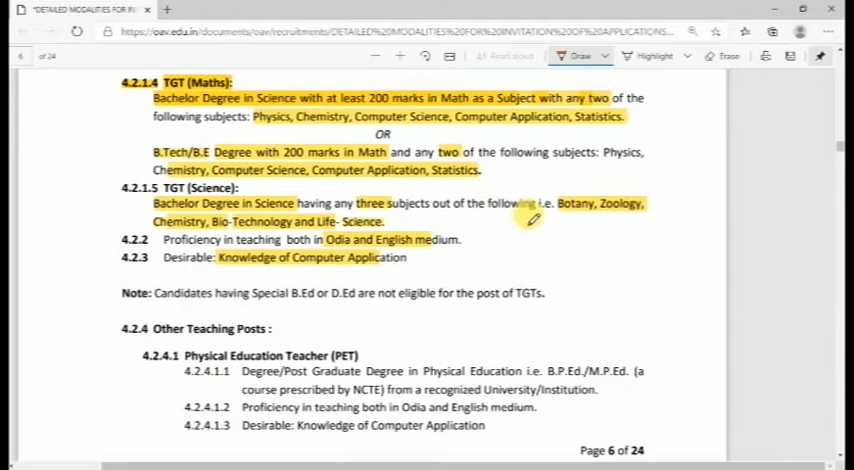 "DETAILED MODALITIES FOR IN
https://oav.edu.in/documents/oav/recruitments/DETAILED%20MODALITIES%20FOR%20INVITATION%20OF%20APPLICATIONS...
6 of 24
Read aloud Draw Highlight Erase
4.2.1.4 TGT (Maths):
Bachelor Degree in Science with at least 200 marks in Math as a Subject with any two of the
following subjects: Physics, Chemistry, Computer Science, Computer Application, Statistics.
OR
B.Tech/B.E Degree with 200 marks in Math and any two of the following subjects: Physics,
Chemistry, Computer Science, Computer Application, Statistics.
4.2.1.5 TGT (Science):
Bachelor Degree in Science having any three subjects out of the following i.e. Botany, Zoology,
Chemistry, Bio-Technology and Life- Science.
4.2.2 Proficiency in teaching both in Odia and English medium.
4.2.3 Desirable: Knowledge of Computer Application
Note: Candidates having Special B.Ed or D.Ed are not eligible for the post of TGTs.
4.2.4 Other Teaching Posts :
4.2.4.1 Physical Education Teacher (PET)
4.2.4.1.1 Degree/Post Graduate Degree in Physical Education i.e. B.P.Ed./M.P.Ed. (a
course prescribed by NCTE) from a recognized University/Institution.
4.2.4.1.2 Proficiency in teaching both in Odia and English medium.
4.2.4.1.3 Desirable: Knowledge of Computer Application
Page 6 of 24